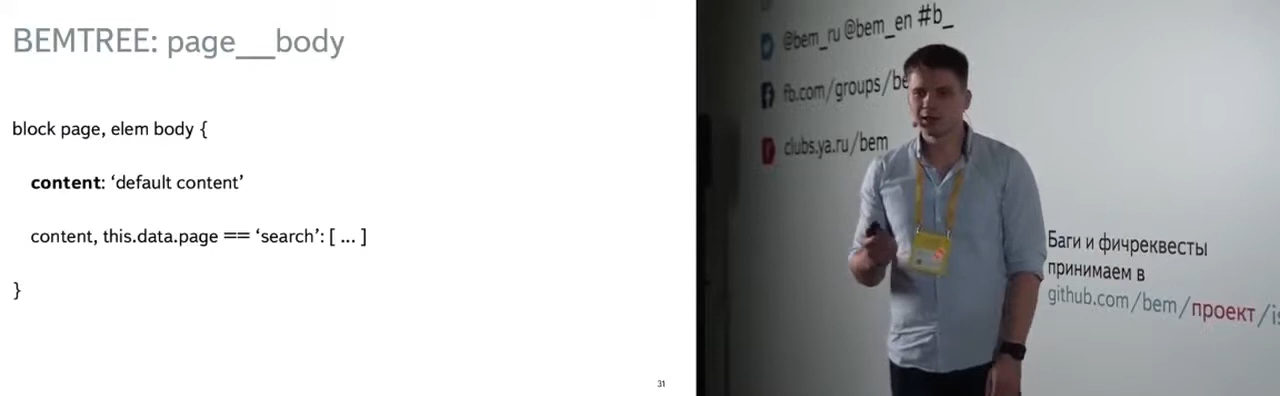 BEMTREE: page__body
block page, elem body {
content: ‘default content’
content, this.data.page == ‘search’: [ ... ]
}
31
@bem_ru @bem_en #b_
fb.com/groups/be
clubs.ya.ru/bem
Баги и фичреквесты
принимаем в
github.com/bem/проект/is